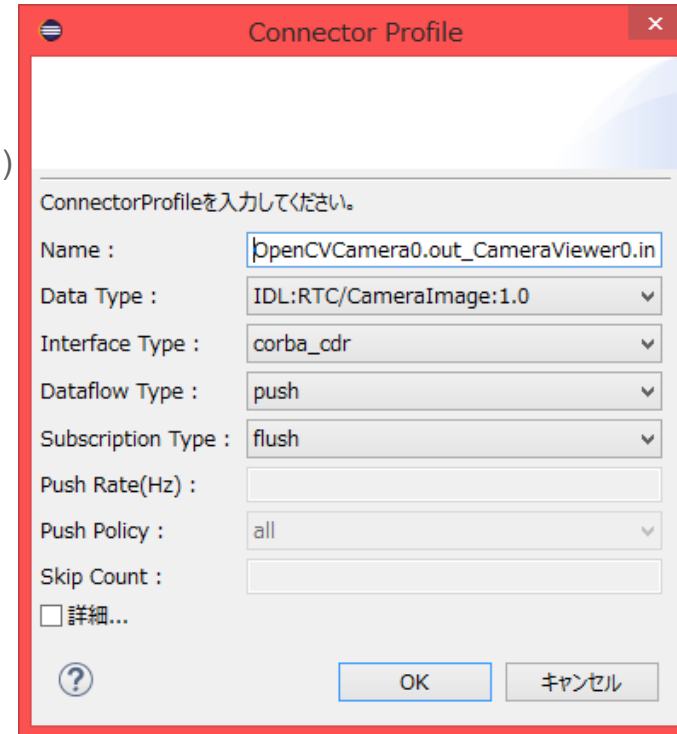 Connector Profile
)
ConnectorProfileを入力してください。
Name : OpenCVCamera0.out_CameraViewer0.in
Data Type : IDL:RTC/CameraImage:1.0
Interface Type : corba_cdr
Dataflow Type : push
Subscription Type : flush
Push Rate(Hz) :
Push Policy : all
Skip Count :
詳細...
? OK キャンセル